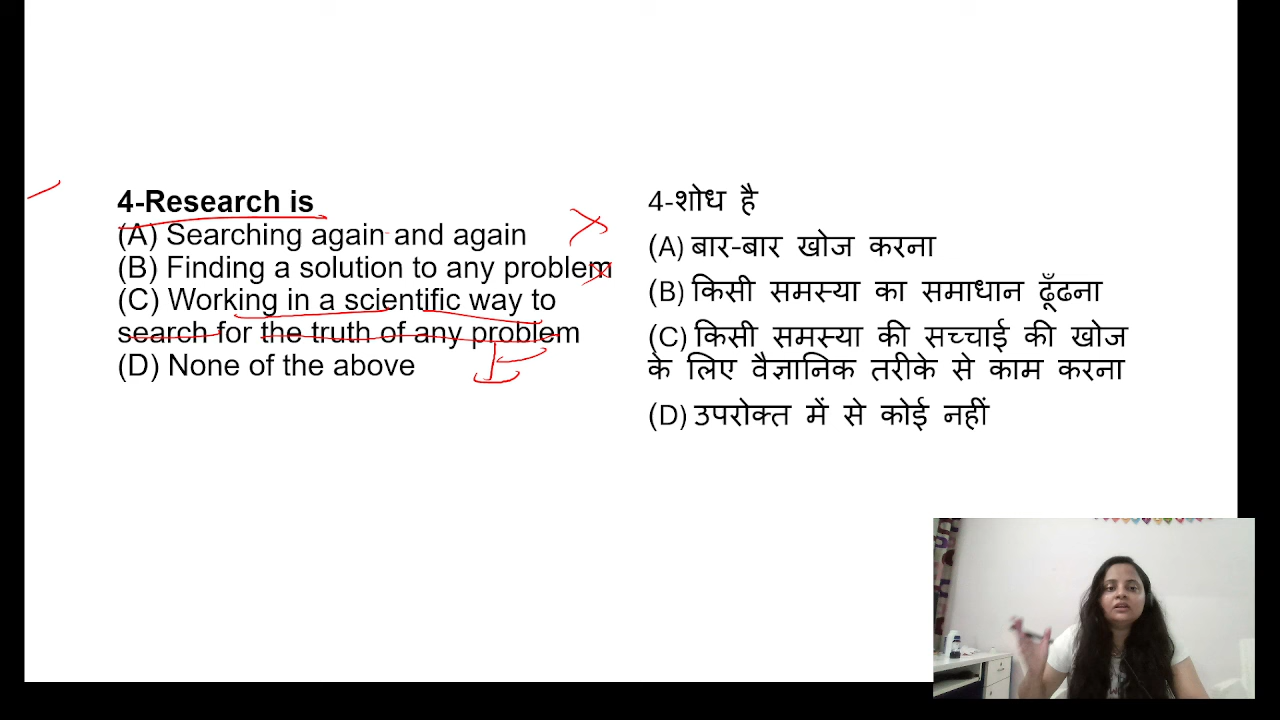 4-Research is
(A) Searching again and again
(B) Finding a solution to any problem
(C) Working in a scientific way to
search for the truth of any problem
(D) None of the above
4-शोध है
(A) बार-बार खोज करना
(B) किसी समस्या का समाधान ढूँढना
(C) किसी समस्या की सच्चाई की खोज
के लिए वैज्ञानिक तरीके से काम करना
(D) उपरोक्त में से कोई नहीं